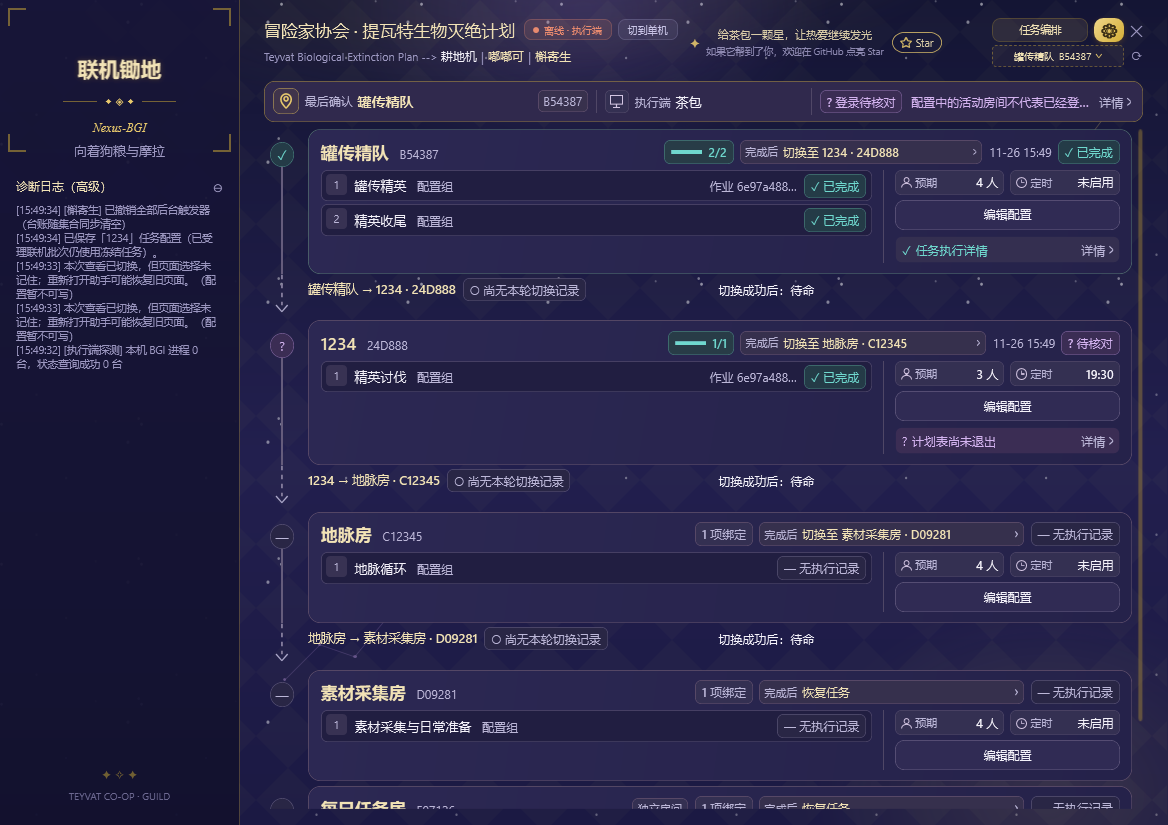 联机锄地
Nexus-BGI
向着狗粮与摩拉
诊断日志（高级）
[15:49:34] [槲寄生] 已撤销全部后台触发器
（台账随集合同步清空）
[15:49:34] 已保存「1234」任务配置（已受
理联机批次仍使用冻结任务）。
[15:49:33] 本次查看已切换，但页面选择未
记住；重新打开助手可能恢复旧页面。（配
置暂不可写）
[15:49:33] 本次查看已切换，但页面选择未
记住；重新打开助手可能恢复旧页面。（配
置暂不可写）
[15:49:32] [执行端探测] 本机 BGI 进程 0
台，状态查询成功 0 台
TEYVAT CO-OP · GUILD
冒险家协会 · 提瓦特生物灭绝计划 离线 · 执行端 切到单机
Teyvat Biological Extinction Plan --> 耕地机 | 嘟嘟可 | 槲寄生
给茶包一颗星，让热爱继续发光
如果它帮到了你，欢迎在 GitHub 点亮 Star
Star
任务编排
罐传精队 B54387
最后确认 罐传精队 B54387 执行端 茶包 ? 登录待核对 配置中的活动房间不代表已经登... 详情
罐传精队 B54387 2/2 完成后 切换至 1234 · 24D888 11-26 15:49 ✓ 已完成
1 罐传精英 配置组 作业 6e97a488... ✓ 已完成
2 精英收尾 配置组 ✓ 已完成
预期 4 人 定时 未启用
编辑配置
✓ 任务执行详情 详情
罐传精队 → 1234 · 24D888 尚无本轮切换记录 切换成功后：待命
? 1234 24D888 1/1 完成后 切换至 地脉房 · C12345 11-26 15:49 ? 待核对
1 精英讨伐 配置组 作业 6e97a488... ✓ 已完成
预期 3 人 定时 19:30
编辑配置
? 计划表尚未退出 详情
1234 → 地脉房 · C12345 尚无本轮切换记录 切换成功后：待命
— 地脉房 C12345 1 项绑定 完成后 切换至 素材采集房 · D09281 — 无执行记录
1 地脉循环 配置组 — 无执行记录
预期 4 人 定时 未启用
编辑配置
地脉房 → 素材采集房 · D09281 尚无本轮切换记录 切换成功后：待命
— 素材采集房 D09281 1 项绑定 完成后 恢复任务 — 无执行记录
1 素材采集与日常准备 配置组 — 无执行记录
预期 4 人 定时 未启用
编辑配置
每日任务房 独立房间 1 项绑定 完成后 恢复任务 — 无执行记录